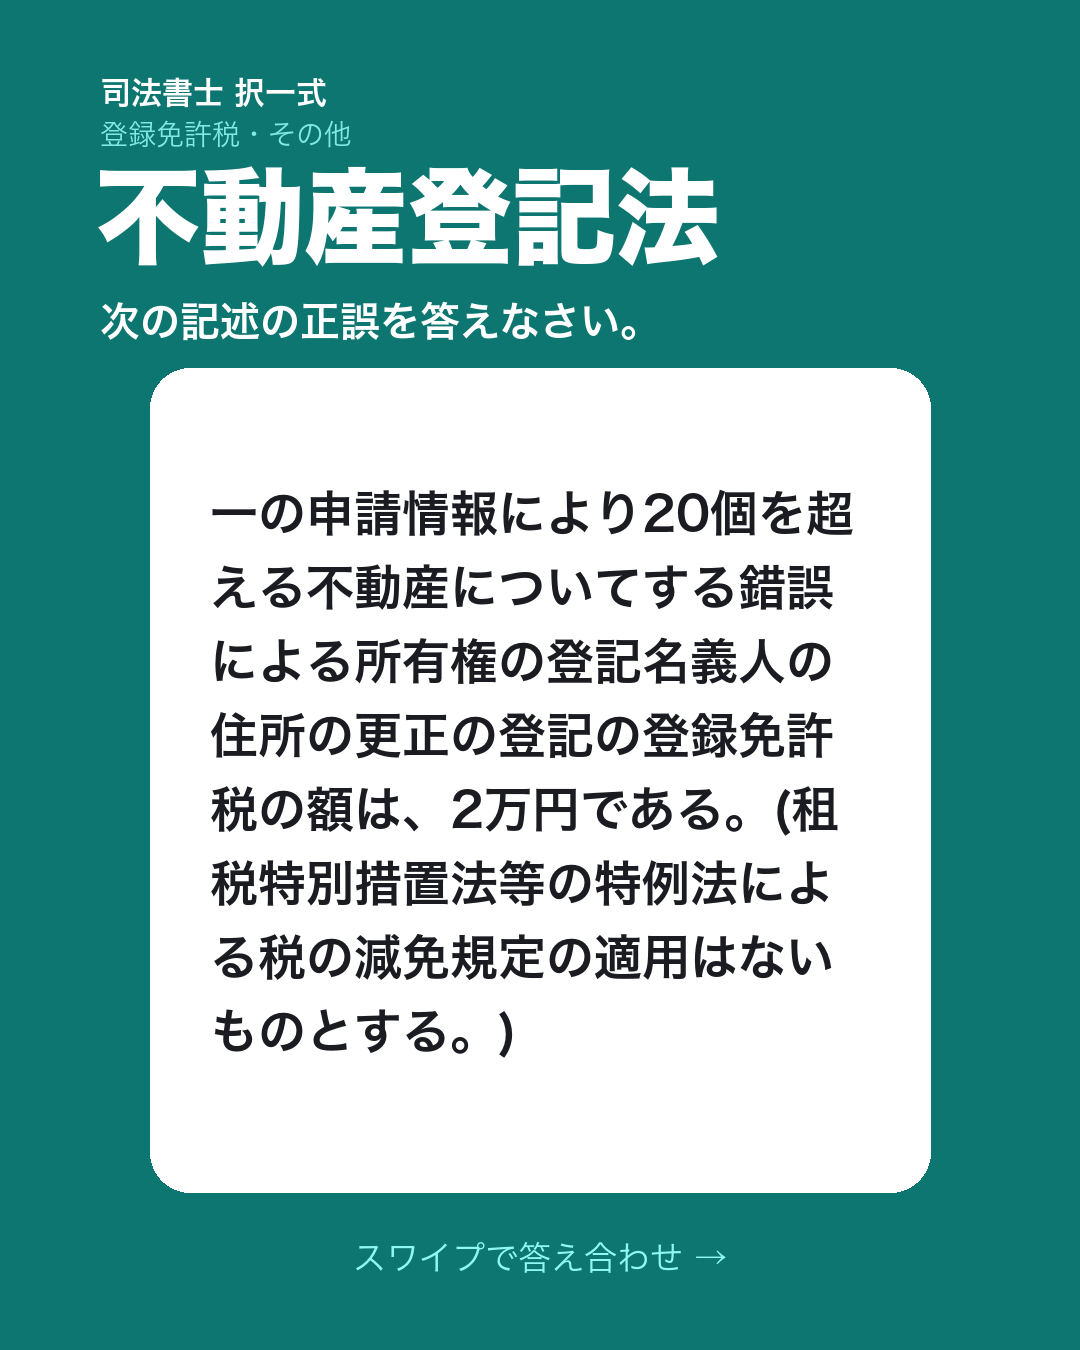 司法書士 択一式
登録免許税・その他
不動産登記法
次の記述の正誤を答えなさい。
一の申請情報により20個を超
える不動産についてする錯誤
による所有権の登記名義人の
住所の更正の登記の登録免許
税の額は、2万円である。(租
税特別措置法等の特例法によ
る税の減免規定の適用はない
ものとする。)
スワイプで答え合わせ →